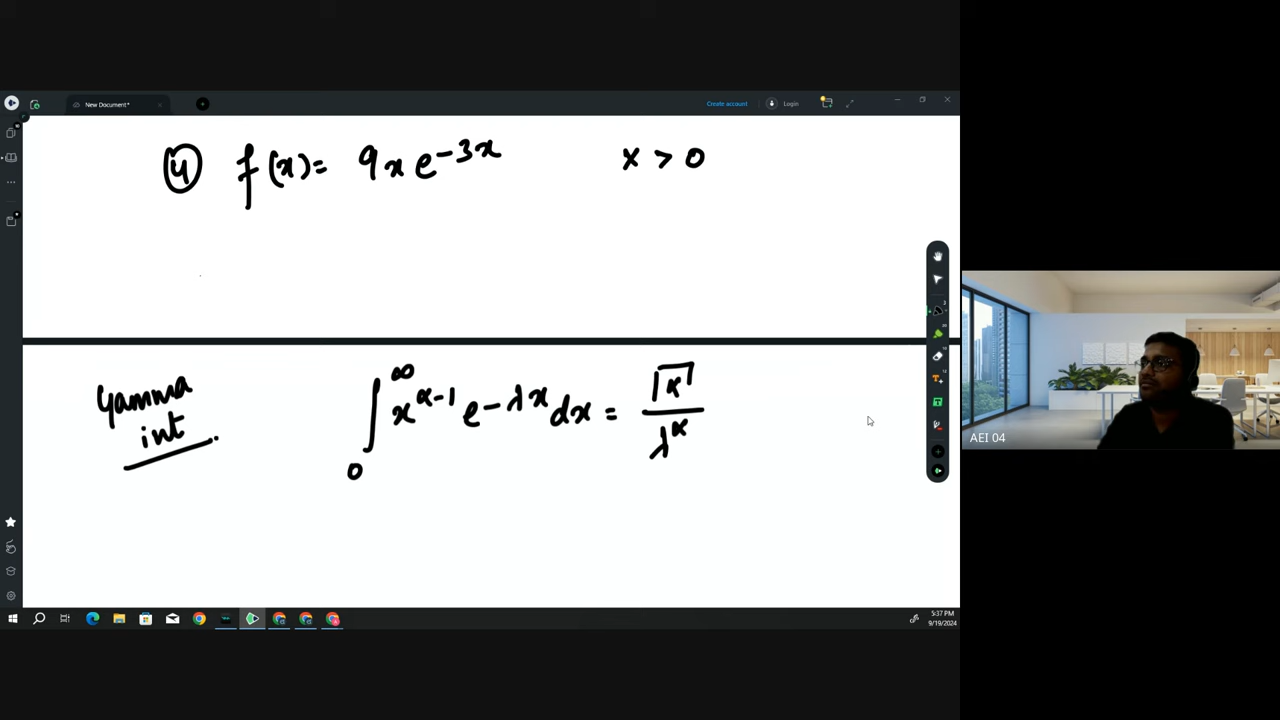 New Document*
Create account
Login
④ f(x)= 9x e^{-3x} x > 0
Gamma
int
∫_0^∞ x^{α-1} e^{-λx} dx = Γα / λ^α
AEI 04
5:37 PM
9/19/2024